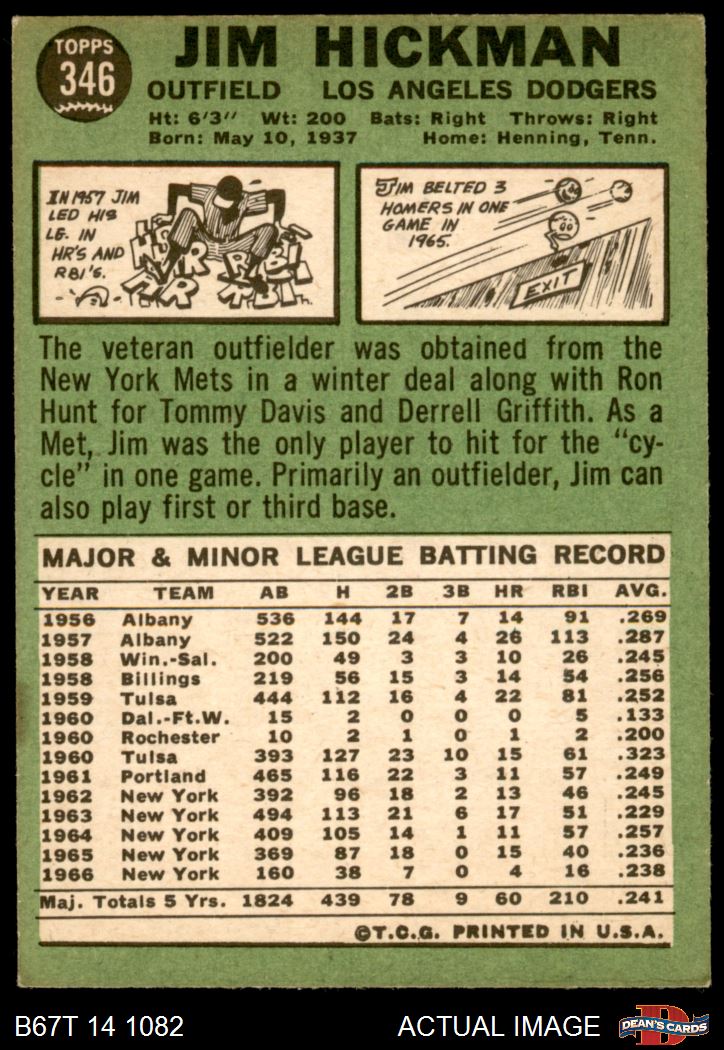 TOPPS
346
JIM HICKMAN
OUTFIELD LOS ANGELES DODGERS
Ht: 6'3" Wt: 200 Bats: Right Throws: Right
Born: May 10, 1937 Home: Henning, Tenn.
IN 1957 JIM
LED HIS
LG. IN
HR'S AND
RBI'S.
JIM BELTED 3
HOMERS IN ONE
GAME IN
1965.
EXIT
The veteran outfielder was obtained from the
New York Mets in a winter deal along with Ron
Hunt for Tommy Davis and Derrell Griffith. As a
Met, Jim was the only player to hit for the "cy-
cle" in one game. Primarily an outfielder, Jim can
also play first or third base.
MAJOR & MINOR LEAGUE BATTING RECORD
YEAR TEAM AB H 2B 3B HR RBI AVG.
1956 Albany 536 144 17 7 14 91 .269
1957 Albany 522 150 24 4 26 113 .287
1958 Win.-Sal. 200 49 3 3 10 26 .245
1958 Billings 219 56 15 3 14 54 .256
1959 Tulsa 444 112 16 4 22 81 .252
1960 Dal.-Ft.W. 15 2 0 0 0 5 .133
1960 Rochester 10 2 1 0 1 2 .200
1960 Tulsa 393 127 23 10 15 61 .323
1961 Portland 465 116 22 3 11 57 .249
1962 New York 392 96 18 2 13 46 .245
1963 New York 494 113 21 6 17 51 .229
1964 New York 409 105 14 1 11 57 .257
1965 New York 369 87 18 0 15 40 .236
1966 New York 160 38 7 0 4 16 .238
Maj. Totals 5 Yrs. 1824 439 78 9 60 210 .241
©T.C.G. PRINTED IN U.S.A.
B67T 14 1082 ACTUAL IMAGE
DEAN'S CARDS